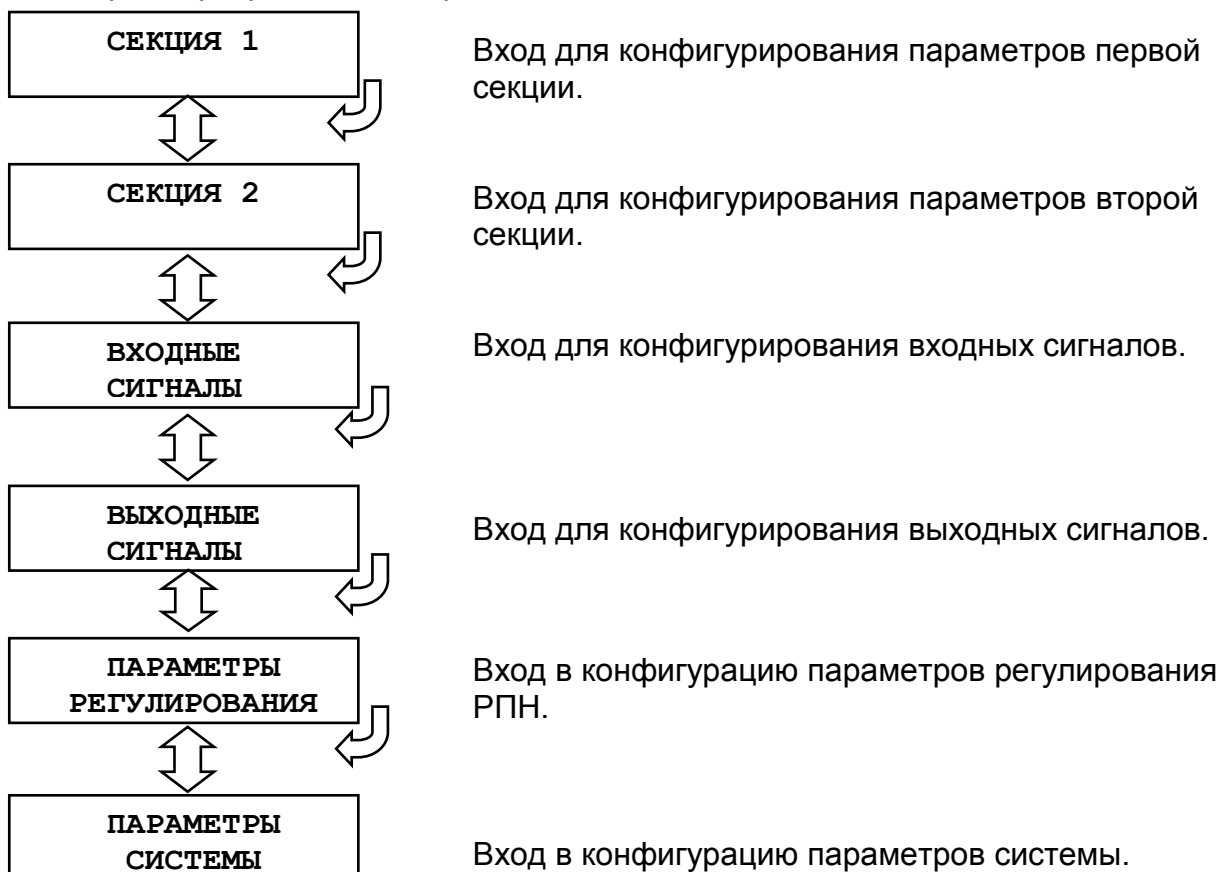 СЕКЦИЯ 1
Вход для конфигурирования параметров первой
секции.
СЕКЦИЯ 2
Вход для конфигурирования параметров второй
секции.
ВХОДНЫЕ
СИГНАЛЫ
Вход для конфигурирования входных сигналов.
ВЫХОДНЫЕ
СИГНАЛЫ
Вход для конфигурирования выходных сигналов.
ПАРАМЕТРЫ
РЕГУЛИРОВАНИЯ
Вход в конфигурацию параметров регулирования
РПН.
ПАРАМЕТРЫ
СИСТЕМЫ
Вход в конфигурацию параметров системы.